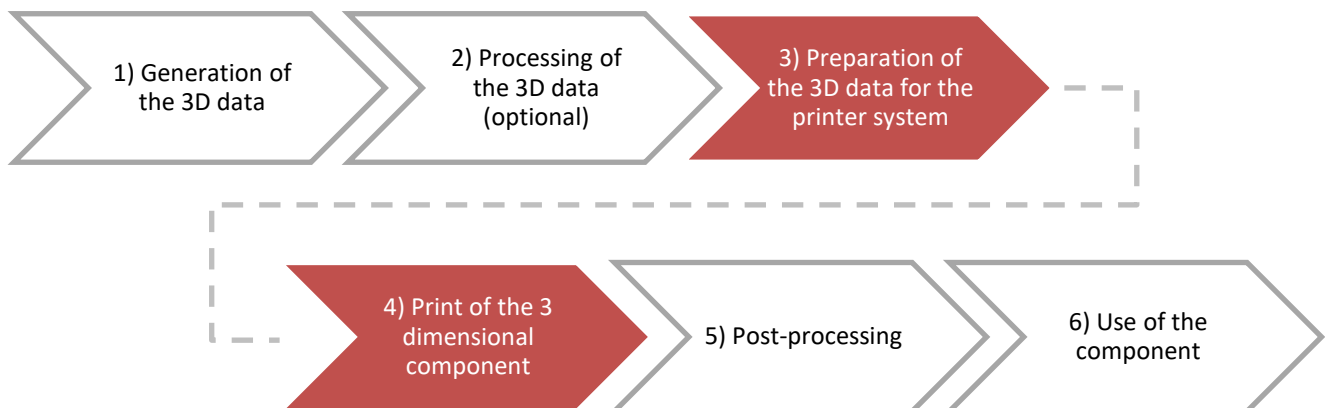 1) Generation of
the 3D data
2) Processing of
the 3D data
(optional)
3) Preparation of
the 3D data for the
printer system
4) Print of the 3
dimensional
component
5) Post-processing
6) Use of the
component